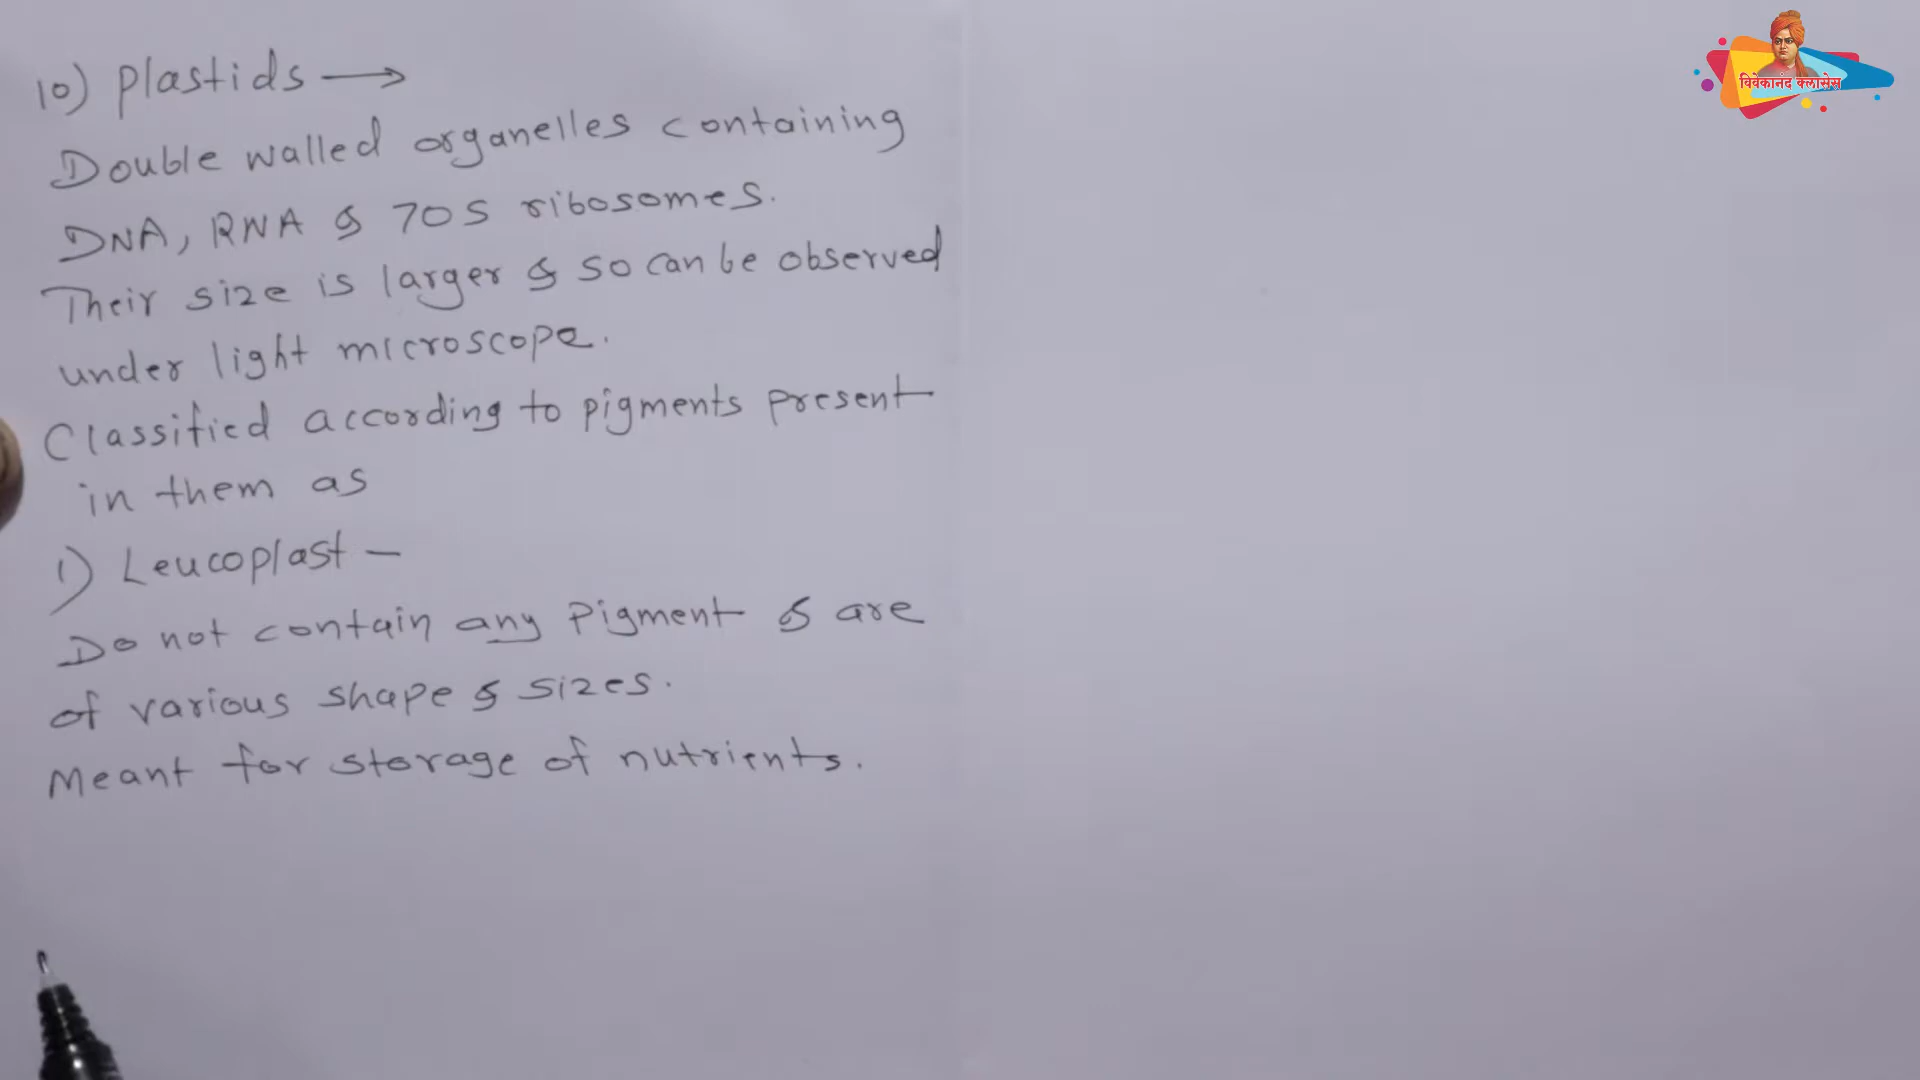 10) Plastids →
Double walled organelles containing
DNA, RNA & 70S ribosomes.
Their size is larger & so can be observed
under light microscope.
Classified according to pigments present
in them as
1) Leucoplast –
Do not contain any Pigment & are
of various shape & sizes.
Meant for storage of nutrients.
विवेकानंद क्लासेस